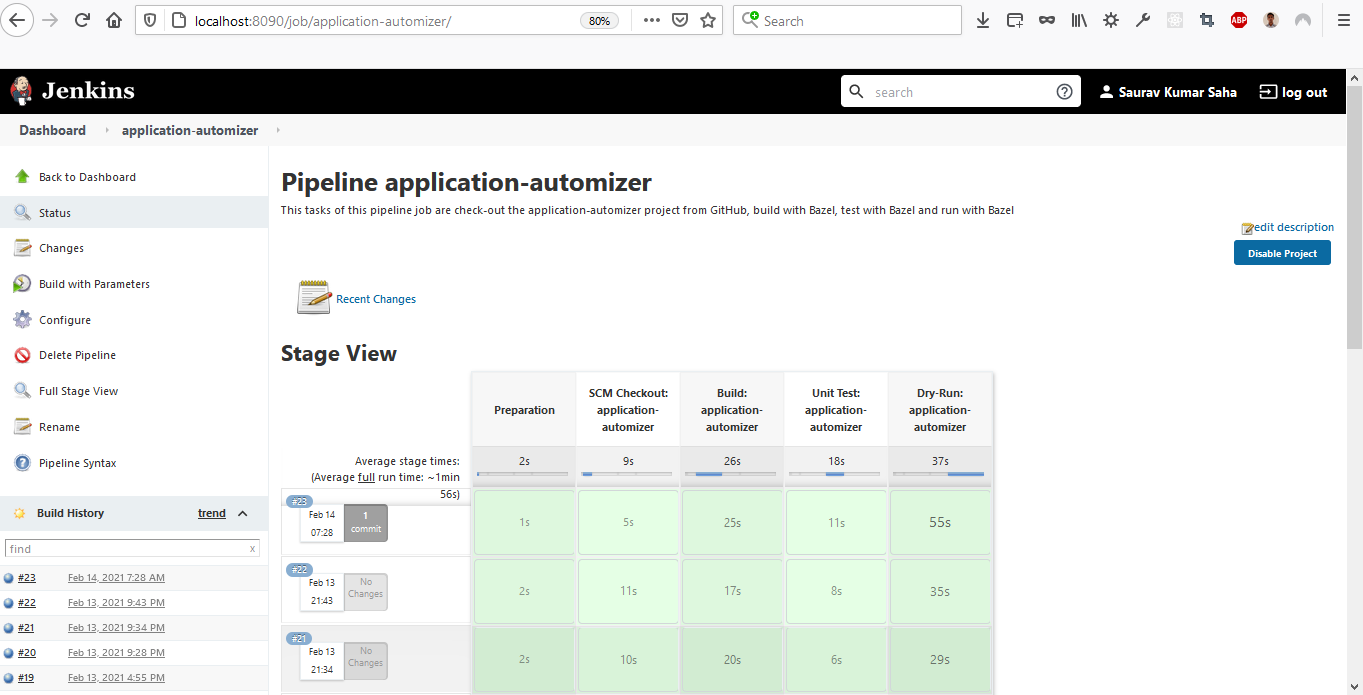 localhost:8090/job/application-automizer/
80%
Search
ABP
Jenkins
search
Saurav Kumar Saha
log out
Dashboard
application-automizer
Back to Dashboard
Status
Changes
Build with Parameters
Configure
Delete Pipeline
Full Stage View
Rename
Pipeline Syntax
Build History
trend
find
x
#23 Feb 14, 2021 7:28 AM
#22 Feb 13, 2021 9:43 PM
#21 Feb 13, 2021 9:34 PM
#20 Feb 13, 2021 9:28 PM
#19 Feb 13, 2021 4:55 PM
Pipeline application-automizer
This tasks of this pipeline job are check-out the application-automizer project from GitHub, build with Bazel, test with Bazel and run with Bazel
edit description
Disable Project
Recent Changes
Stage View
Preparation
SCM Checkout:
application-
automizer
Build:
application-
automizer
Unit Test:
application-
automizer
Dry-Run:
application-
automizer
Average stage times:
(Average full run time: ~1min
56s)
2s 9s 26s 18s 37s
#23
Feb 14
07:28
1
commit
1s 5s 25s 11s 55s
#22
Feb 13
21:43
No
Changes
2s 11s 17s 8s 35s
#21
Feb 13
21:34
No
Changes
2s 10s 20s 6s 29s